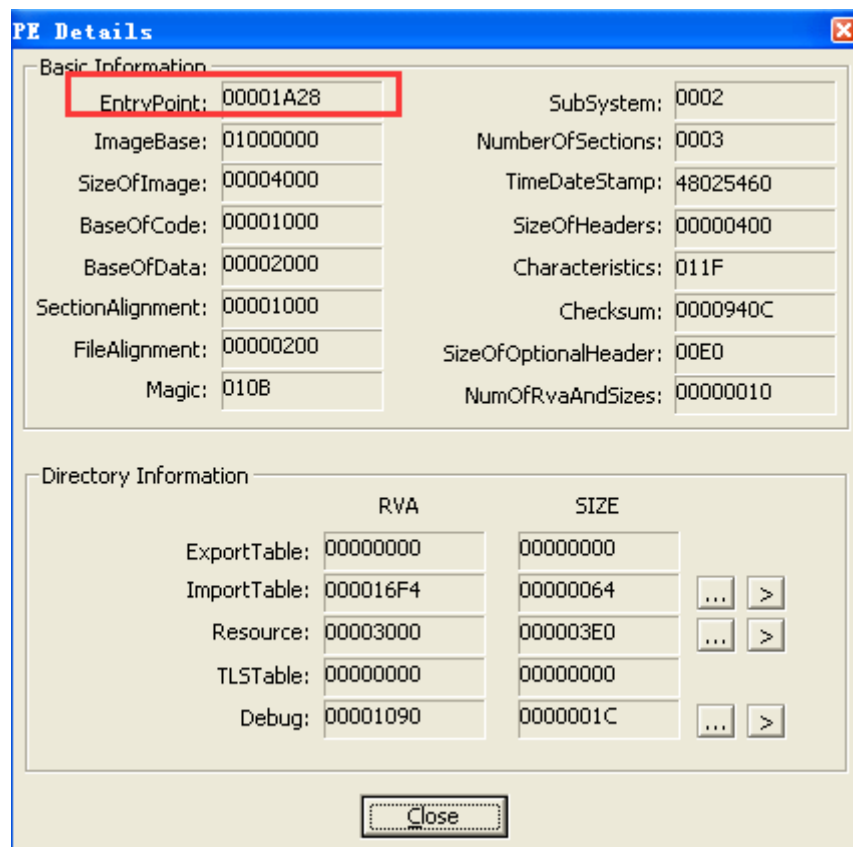 PE Details
Basic Information
EntryPoint: 00001A28
SubSystem: 0002
ImageBase: 01000000
NumberOfSections: 0003
SizeOfImage: 00004000
TimeDateStamp: 48025460
BaseOfCode: 00001000
SizeOfHeaders: 00000400
BaseOfData: 00002000
Characteristics: 011F
SectionAlignment: 00001000
Checksum: 0000940C
FileAlignment: 00000200
SizeOfOptionalHeader: 00E0
Magic: 010B
NumOfRvaAndSizes: 00000010
Directory Information
RVA SIZE
ExportTable: 00000000 00000000
ImportTable: 000016F4 00000064 ... >
Resource: 00003000 000003E0 ... >
TLSTable: 00000000 00000000
Debug: 00001090 0000001C ... >
Close